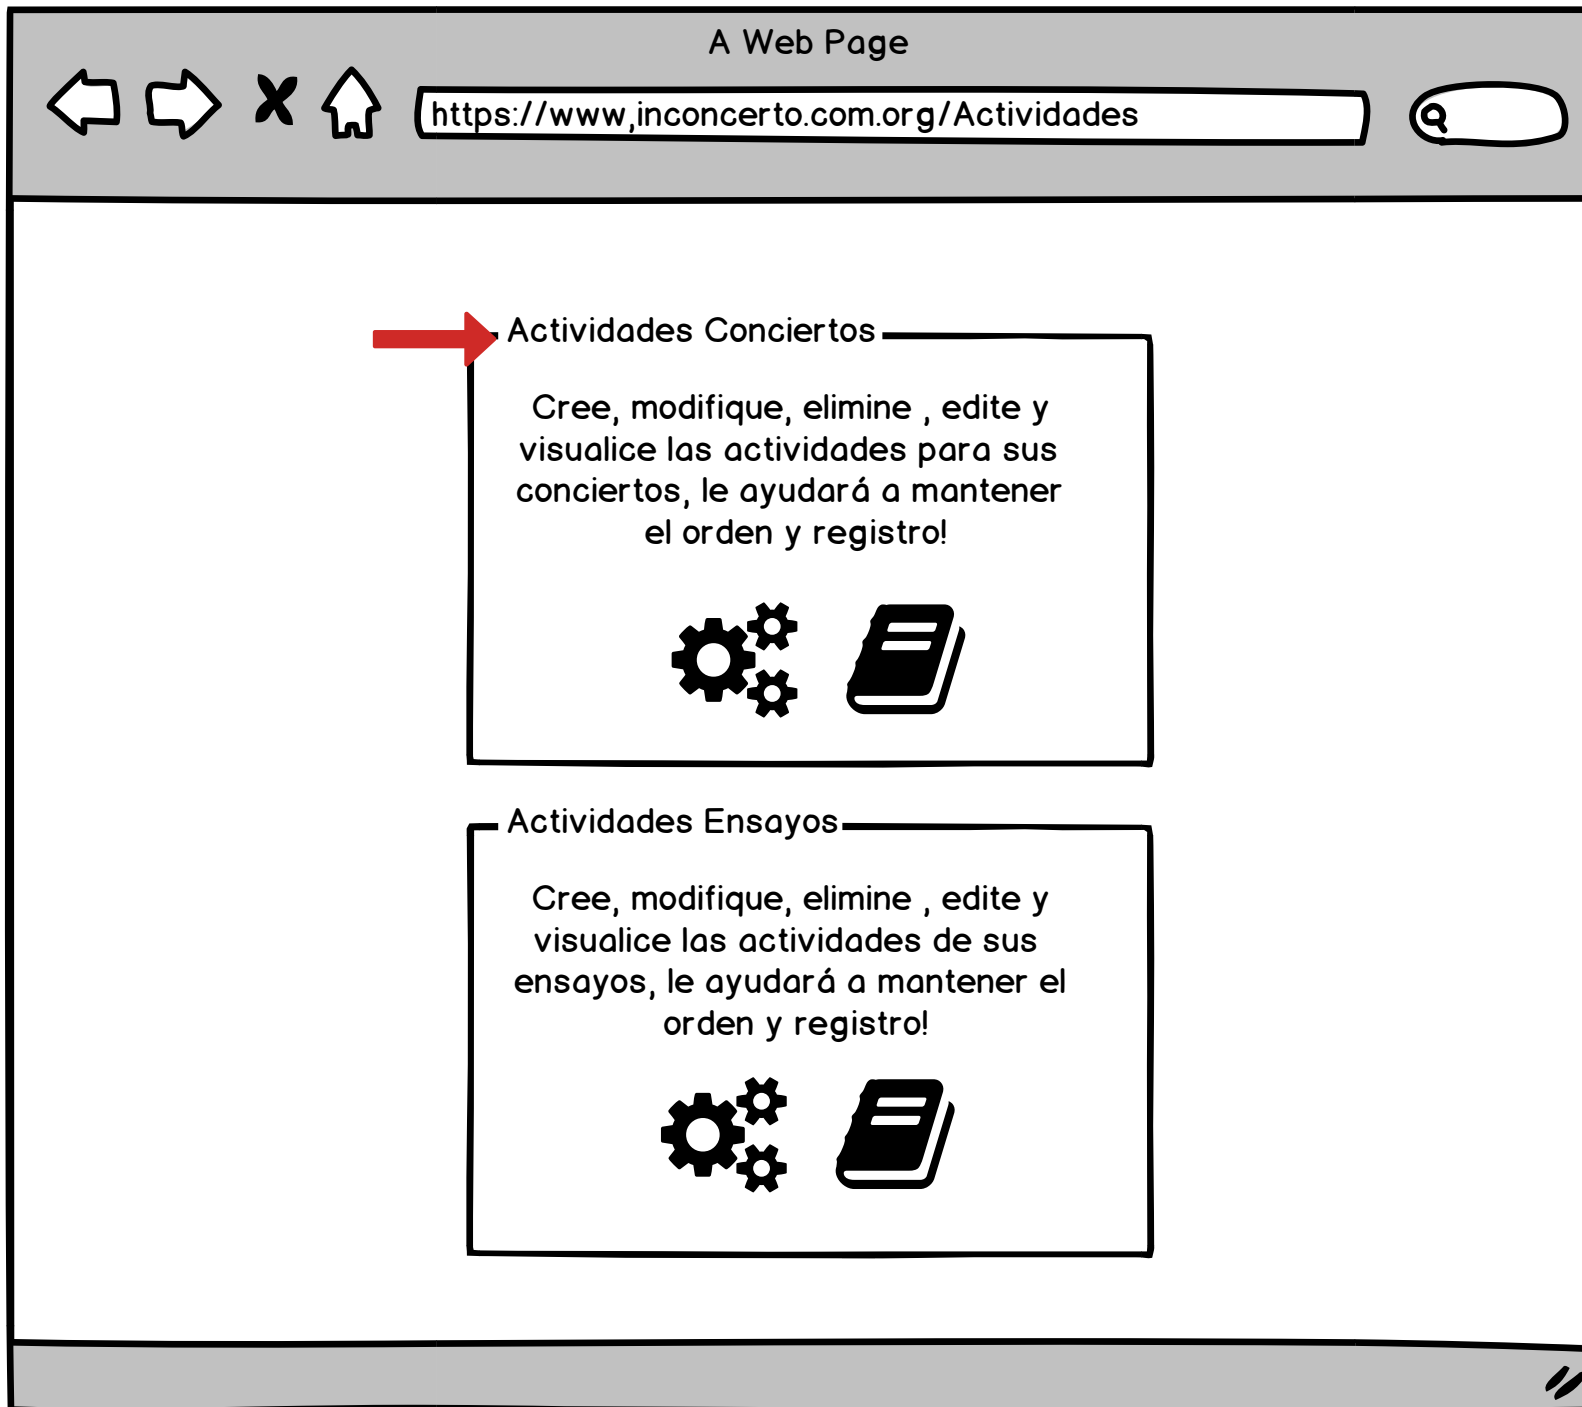 A Web Page
https://www,inconcerto.com.org/Actividades
Actividades Conciertos
Cree, modifique, elimine , edite y
visualice las actividades para sus
conciertos, le ayudará a mantener
el orden y registro!
Actividades Ensayos
Cree, modifique, elimine , edite y
visualice las actividades de sus
ensayos, le ayudará a mantener el
orden y registro!